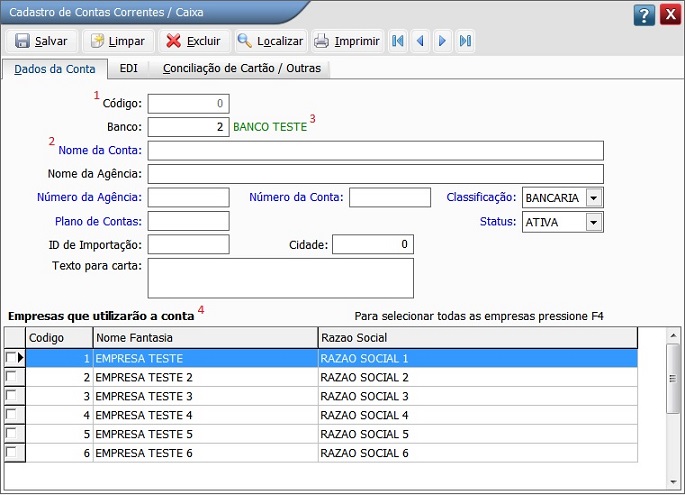 Cadastro de Contas Correntes / Caixa
? X
Salvar Limpar Excluir Localizar Imprimir
Dados da Conta EDI Conciliação de Cartão / Outras
1 Código: 0
Banco: 2 BANCO TESTE 3
2 Nome da Conta:
Nome da Agência:
Número da Agência: Número da Conta: Classificação: BANCARIA
Plano de Contas: Status: ATIVA
ID de Importação: Cidade: 0
Texto para carta:
Empresas que utilizarão a conta 4 Para selecionar todas as empresas pressione F4
Codigo Nome Fantasia Razao Social
1 EMPRESA TESTE RAZAO SOCIAL 1
2 EMPRESA TESTE 2 RAZAO SOCIAL 2
3 EMPRESA TESTE 3 RAZAO SOCIAL 3
4 EMPRESA TESTE 4 RAZAO SOCIAL 4
5 EMPRESA TESTE 5 RAZAO SOCIAL 5
6 EMPRESA TESTE 6 RAZAO SOCIAL 6